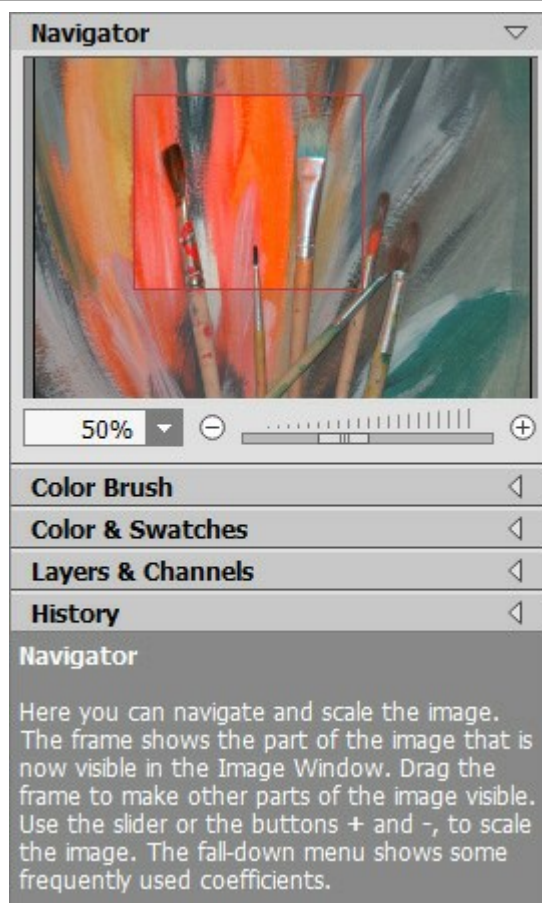 Navigator
50%
Color Brush
Color & Swatches
Layers & Channels
History
Navigator
Here you can navigate and scale the image.
The frame shows the part of the image that is
now visible in the Image Window. Drag the
frame to make other parts of the image visible.
Use the slider or the buttons + and -, to scale
the image. The fall-down menu shows some
frequently used coefficients.